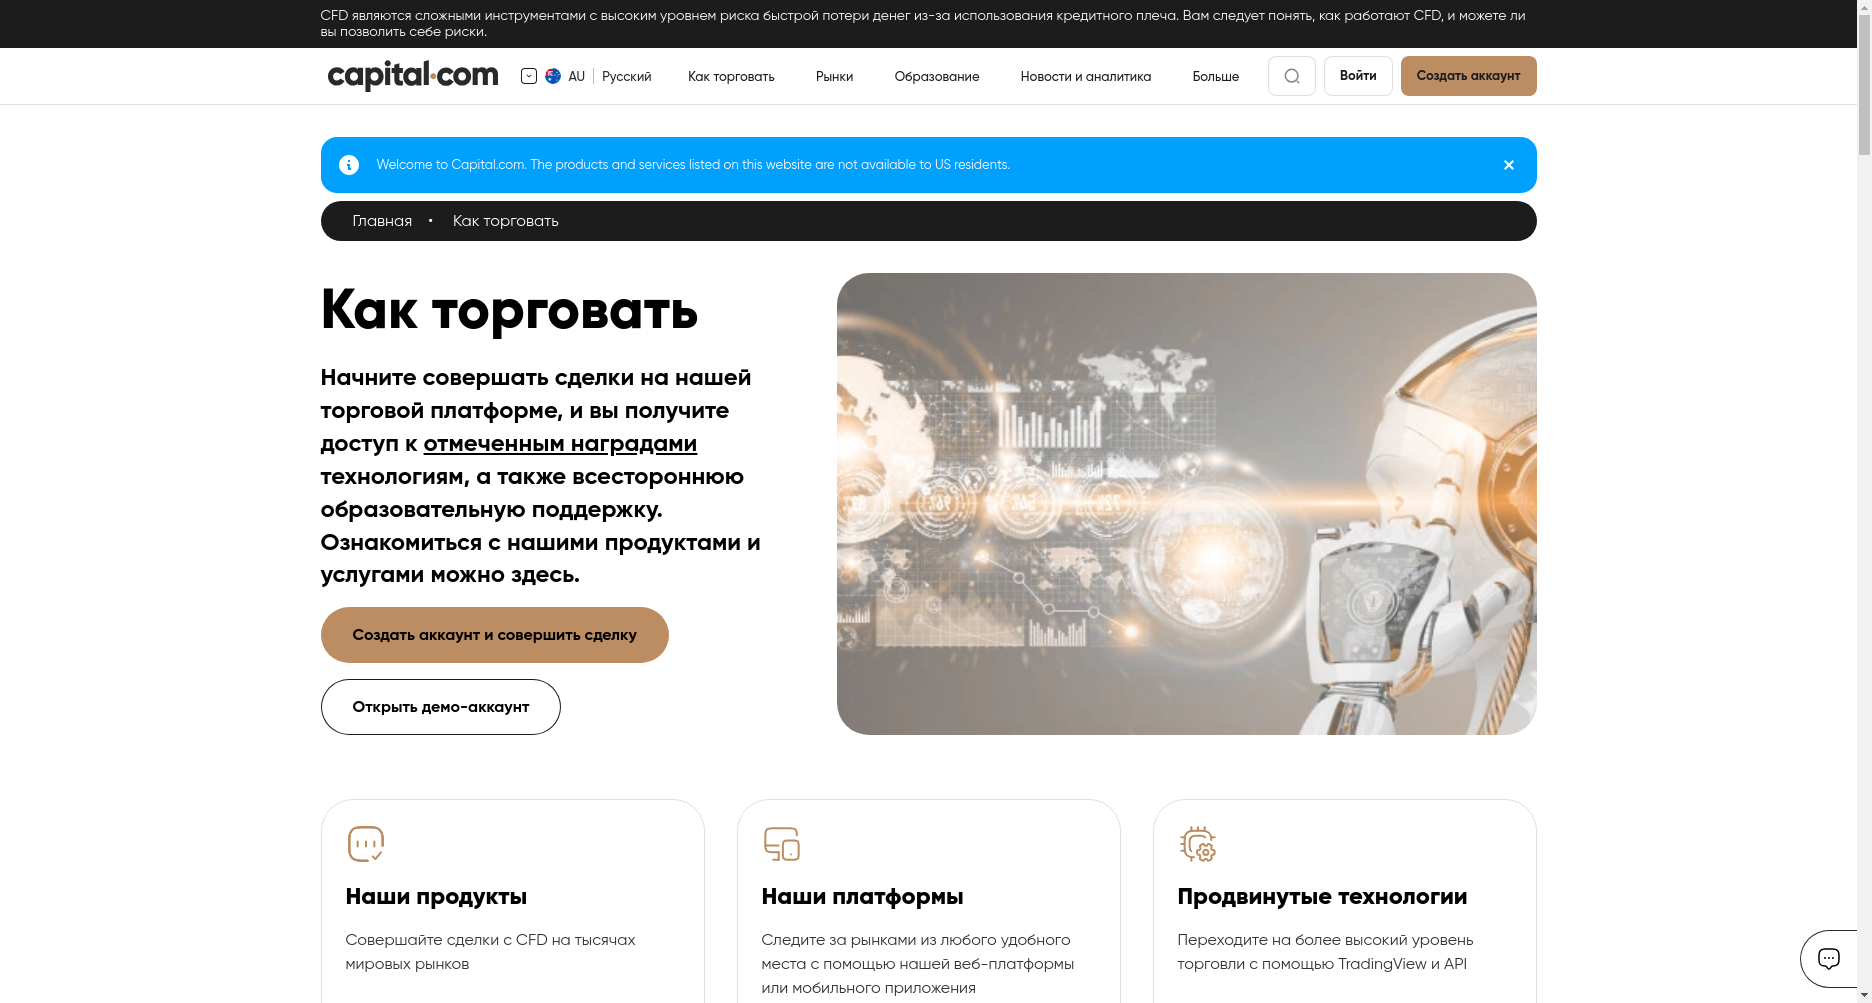 CFD являются сложными инструментами с высоким уровнем риска быстрой потери денег из-за использования кредитного плеча. Вам следует понять, как работают CFD, и можете ли
вы позволить себе риски.
capital.com
AU
Русский
Как торговать
Рынки
Образование
Новости и аналитика
Больше
Войти
Создать аккаунт
Welcome to Capital.com. The products and services listed on this website are not available to US residents.
Главная • Как торговать
Как торговать
Начните совершать сделки на нашей
торговой платформе, и вы получите
доступ к отмеченным наградами
технологиям, а также всестороннюю
образовательную поддержку.
Ознакомиться с нашими продуктами и
услугами можно здесь.
Создать аккаунт и совершить сделку
Открыть демо-аккаунт
Наши продукты
Совершайте сделки с CFD на тысячах
мировых рынков
Наши платформы
Следите за рынками из любого удобного
места с помощью нашей веб-платформы
или мобильного приложения
Продвинутые технологии
Переходите на более высокий уровень
торговли с помощью TradingView и API